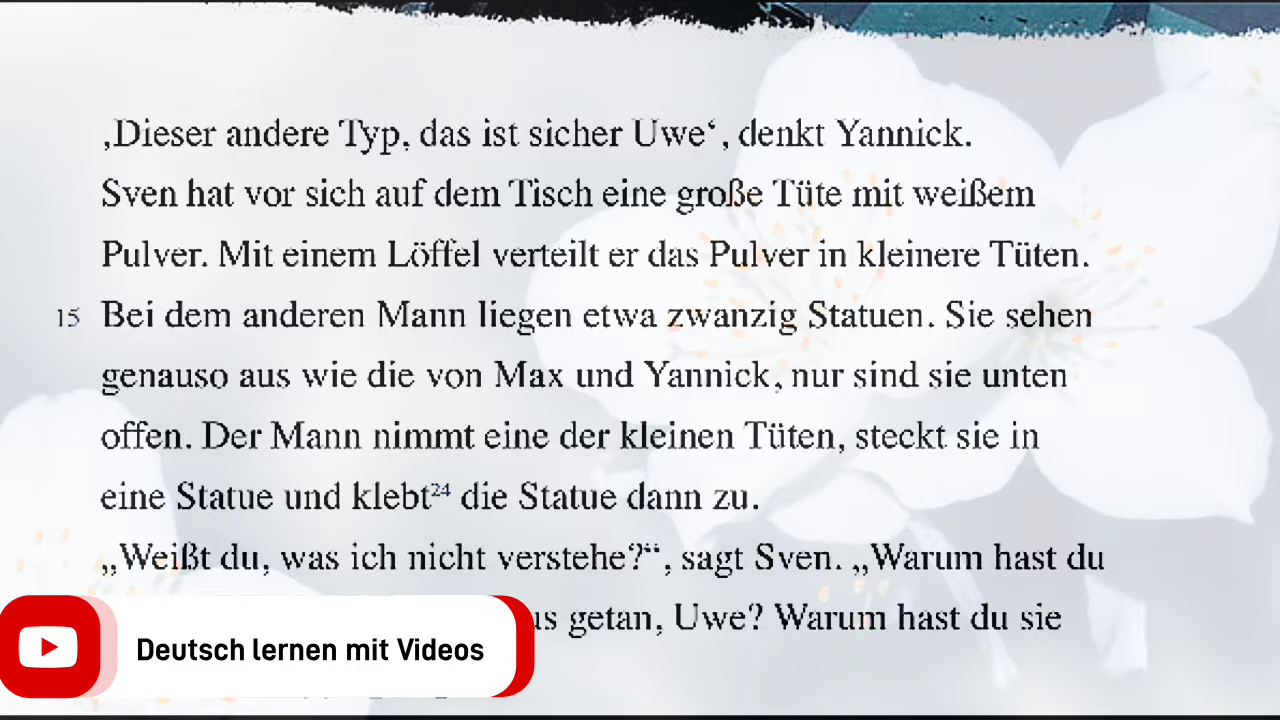 ‚Dieser andere Typ, das ist sicher Uwe‘, denkt Yannick.
Sven hat vor sich auf dem Tisch eine große Tüte mit weißem
Pulver. Mit einem Löffel verteilt er das Pulver in kleinere Tüten.
15 Bei dem anderen Mann liegen etwa zwanzig Statuen. Sie sehen
genauso aus wie die von Max und Yannick, nur sind sie unten
offen. Der Mann nimmt eine der kleinen Tüten, steckt sie in
eine Statue und klebt²⁴ die Statue dann zu.
„Weißt du, was ich nicht verstehe?“, sagt Sven. „Warum hast du
getan, Uwe? Warum hast du sie
Deutsch lernen mit Videos